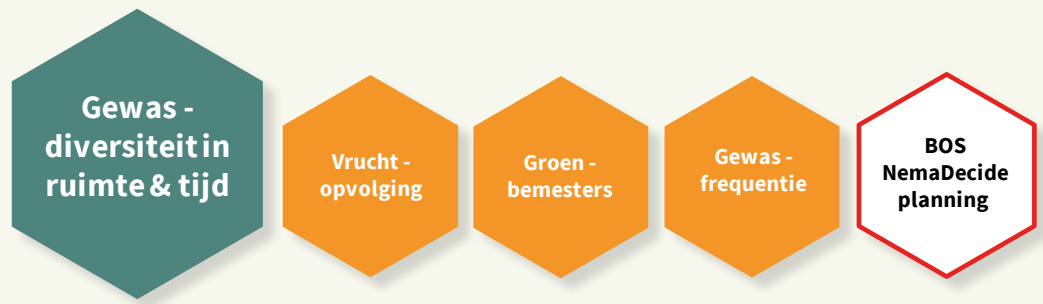 Gewas -
diversiteit in
ruimte & tijd
Vrucht -
opvolging
Groen -
bemesters
Gewas -
frequentie
BOS
NemaDecide
planning